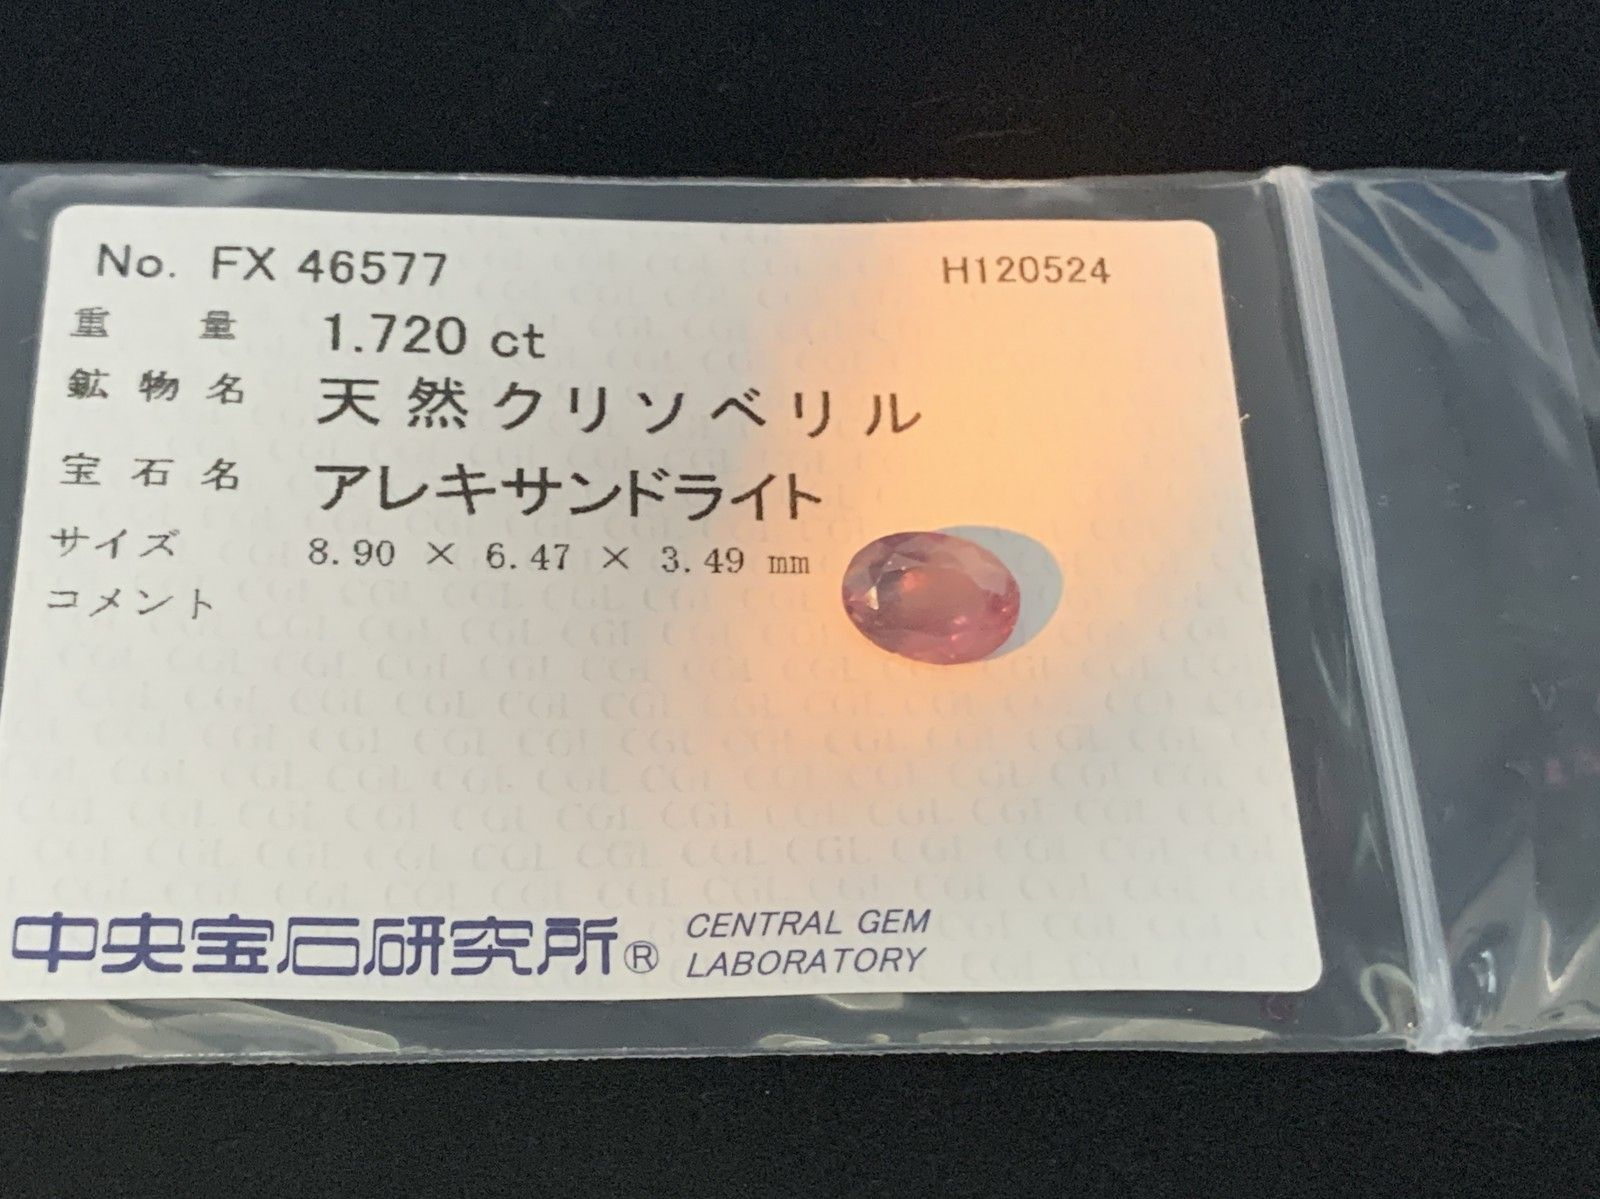 No. FX 46577 H120524
重量 1.720 ct
鉱物名 天然クリソベリル
宝石名 アレキサンドライト
サイズ 8.90 × 6.47 × 3.49 mm
コメント
中央宝石研究所® CENTRAL GEM
LABORATORY